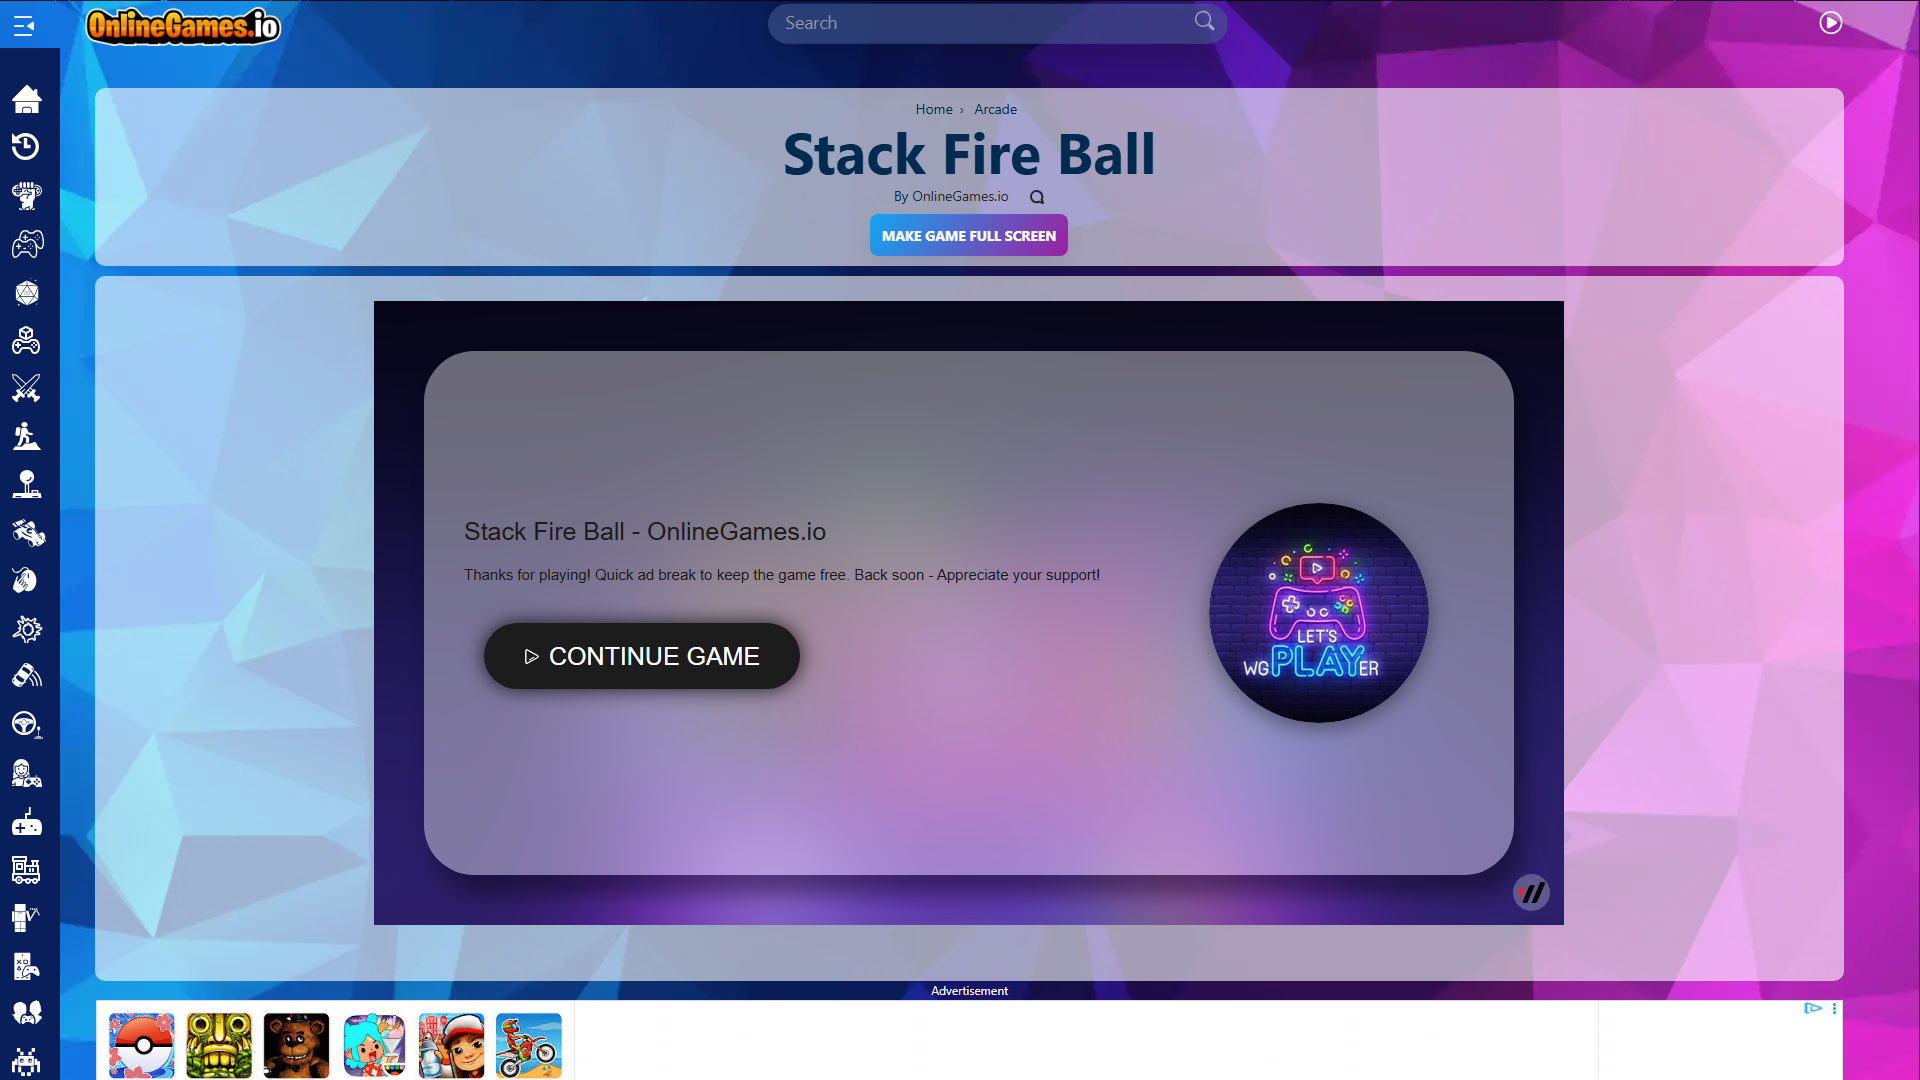 OnlineGames.io
Search
Home › Arcade
Stack Fire Ball
By OnlineGames.io
MAKE GAME FULL SCREEN
Stack Fire Ball - OnlineGames.io
Thanks for playing! Quick ad break to keep the game free. Back soon - Appreciate your support!
CONTINUE GAME
LET'S
WGPLAYER
Advertisement